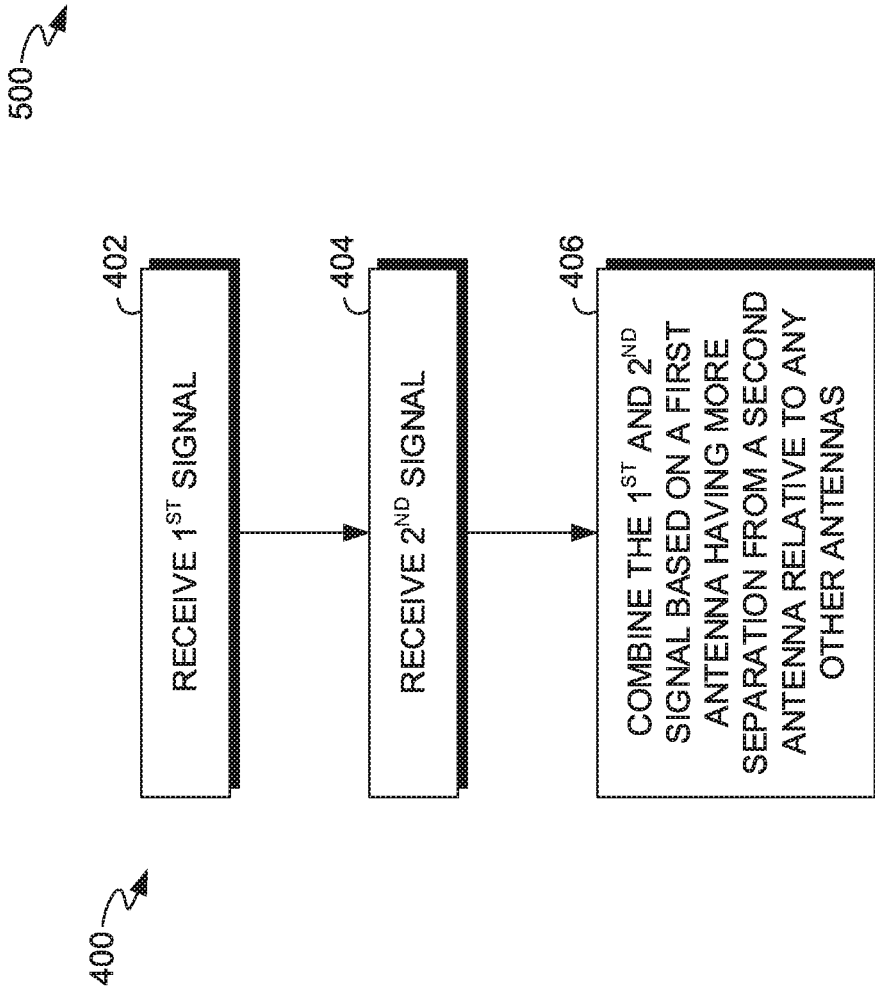 400
500
402
RECEIVE 1ST SIGNAL
404
RECEIVE 2ND SIGNAL
406
COMBINE THE 1ST AND 2ND
SIGNAL BASED ON A FIRST
ANTENNA HAVING MORE
SEPARATION FROM A SECOND
ANTENNA RELATIVE TO ANY
OTHER ANTENNAS